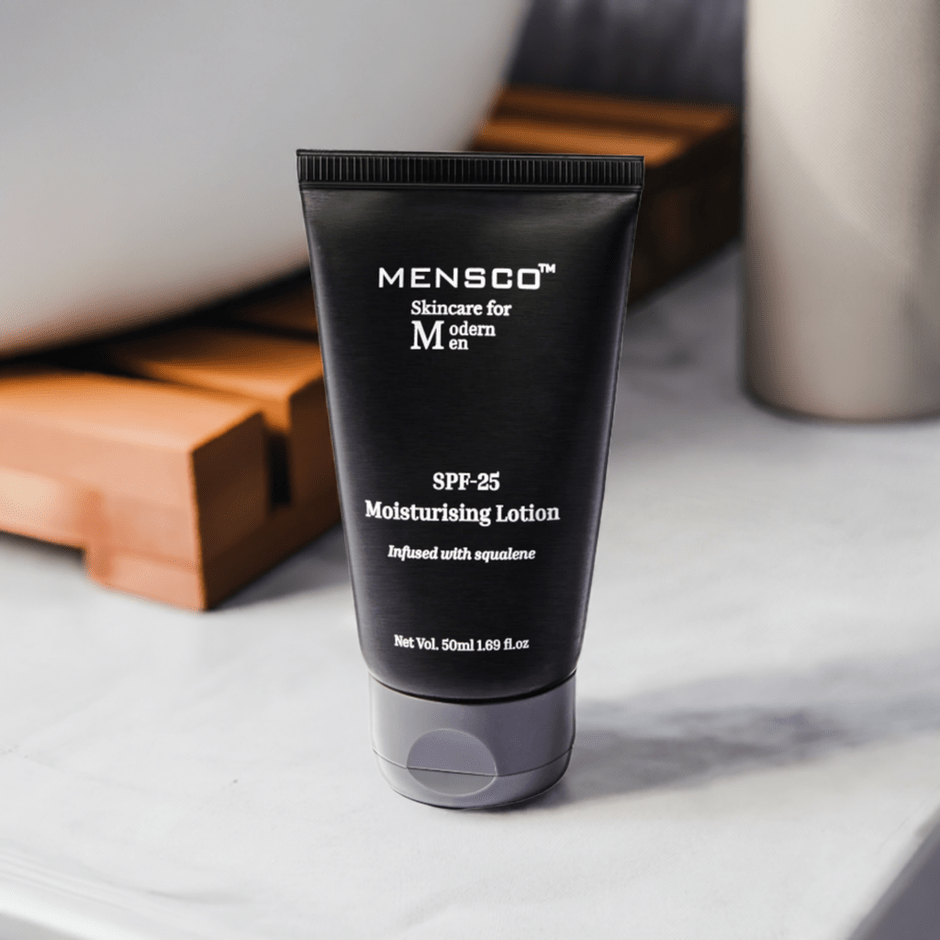 MENSCO™
Skincare for
Modern
Men
SPF-25
Moisturising Lotion
Infused with squalene
Net Vol. 50ml 1.69 fl.oz